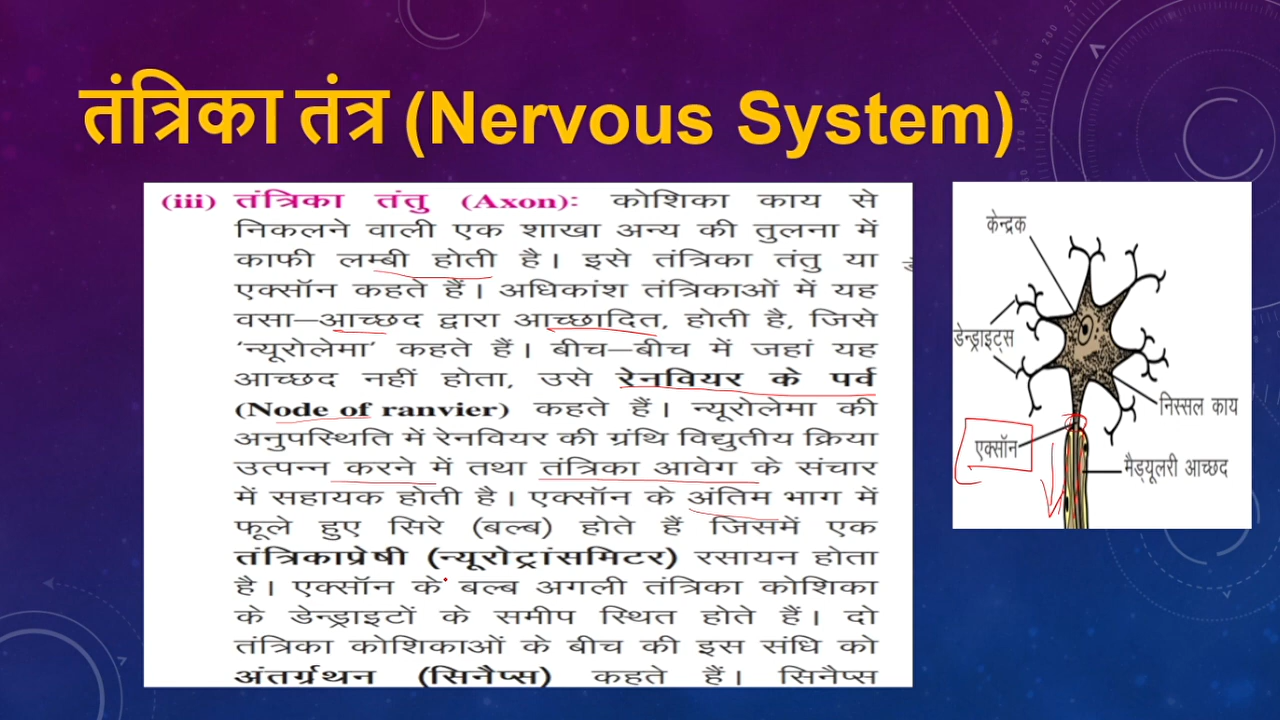 तंत्रिका तंत्र (Nervous System)
(iii) तंत्रिका तंतु (Axon): कोशिका काय से
निकलने वाली एक शाखा अन्य की तुलना में
काफी लम्बी होती है। इसे तंत्रिका तंतु या
एक्सॉन कहते हैं। अधिकांश तंत्रिकाओं में यह
वसा–आच्छद द्वारा आच्छादित, होती है, जिसे
'न्यूरोलेमा' कहते हैं। बीच–बीच में जहां यह
आच्छद नहीं होता, उसे रेनवियर के पर्व
(Node of ranvier) कहते हैं। न्यूरोलेमा की
अनुपस्थिति में रेनवियर की ग्रंथि विद्युतीय क्रिया
उत्पन्न करने में तथा तंत्रिका आवेग के संचार
में सहायक होती है। एक्सॉन के अंतिम भाग में
फूले हुए सिरे (बल्ब) होते हैं जिसमें एक
तंत्रिकाप्रेषी (न्यूरोट्रांसमिटर) रसायन होता
है। एक्सॉन के बल्ब अगली तंत्रिका कोशिका
के डेन्ड्राइटों के समीप स्थित होते हैं। दो
तंत्रिका कोशिकाओं के बीच की इस संधि को
अंतर्ग्रथन (सिनैप्स) कहते हैं। सिनैप्स
केन्द्रक
डेन्ड्राइट्स
निस्सल काय
एक्सॉन
मैड्यूलरी आच्छद